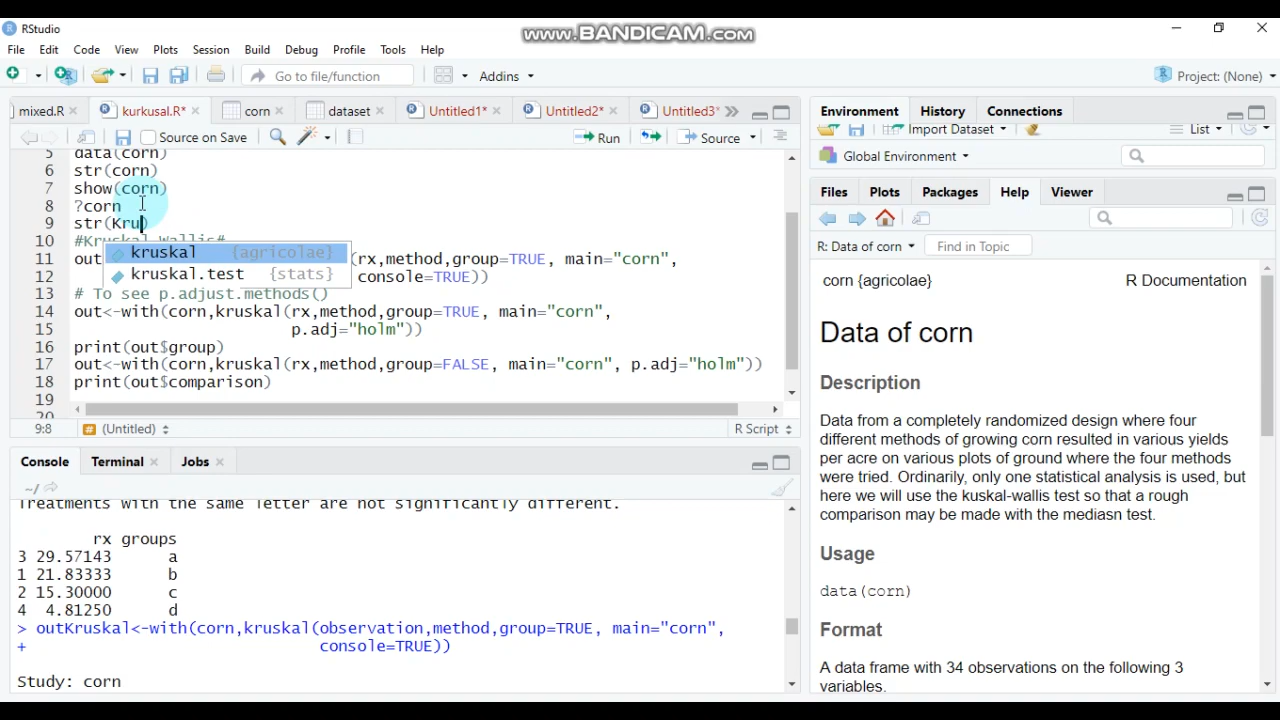 RStudio
www.BANDICAM.com
File Edit Code View Plots Session Build Debug Profile Tools Help
Go to file/function Addins Project: (None)
mixed.R kurkusal.R* corn dataset Untitled1* Untitled2* Untitled3*
Source on Save Run Source
5 data(corn)
6 str(corn)
7 show(corn)
8 ?corn
9 str(Kru)
10 #Kruskal Wallis#
kruskal {agricolae}
11 out (rx,method,group=TRUE, main="corn",
kruskal.test {stats}
12 console=TRUE))
13 # To see p.adjust.methods()
14 out<-with(corn,kruskal(rx,method,group=TRUE, main="corn",
15 p.adj="holm"))
16 print(out$group)
17 out<-with(corn,kruskal(rx,method,group=FALSE, main="corn", p.adj="holm"))
18 print(out$comparison)
19
20
9:8 # (Untitled) R Script
Console Terminal Jobs
~/
Treatments with the same letter are not significantly different.
rx groups
3 29.57143 a
1 21.83333 b
2 15.30000 c
4 4.81250 d
> outKruskal<-with(corn,kruskal(observation,method,group=TRUE, main="corn",
+ console=TRUE))
Study: corn
Environment History Connections
Import Dataset List
Global Environment
Files Plots Packages Help Viewer
R: Data of corn Find in Topic
corn {agricolae} R Documentation
Data of corn
Description
Data from a completely randomized design where four
different methods of growing corn resulted in various yields
per acre on various plots of ground where the four methods
were tried. Ordinarily, only one statistical analysis is used, but
here we will use the kuskal-wallis test so that a rough
comparison may be made with the mediasn test.
Usage
data(corn)
Format
A data frame with 34 observations on the following 3
variables.